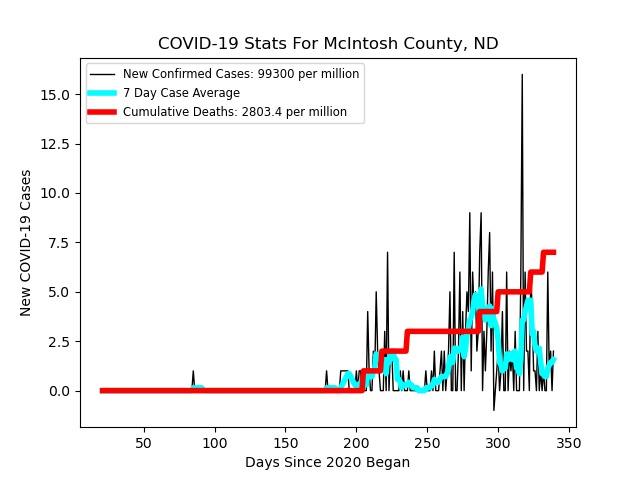 COVID-19 Stats For McIntosh County, ND
New Confirmed Cases: 99300 per million
7 Day Case Average
Cumulative Deaths: 2803.4 per million
New COVID-19 Cases
15.0
12.5
10.0
7.5
5.0
2.5
0.0
50 100 150 200 250 300 350
Days Since 2020 Began